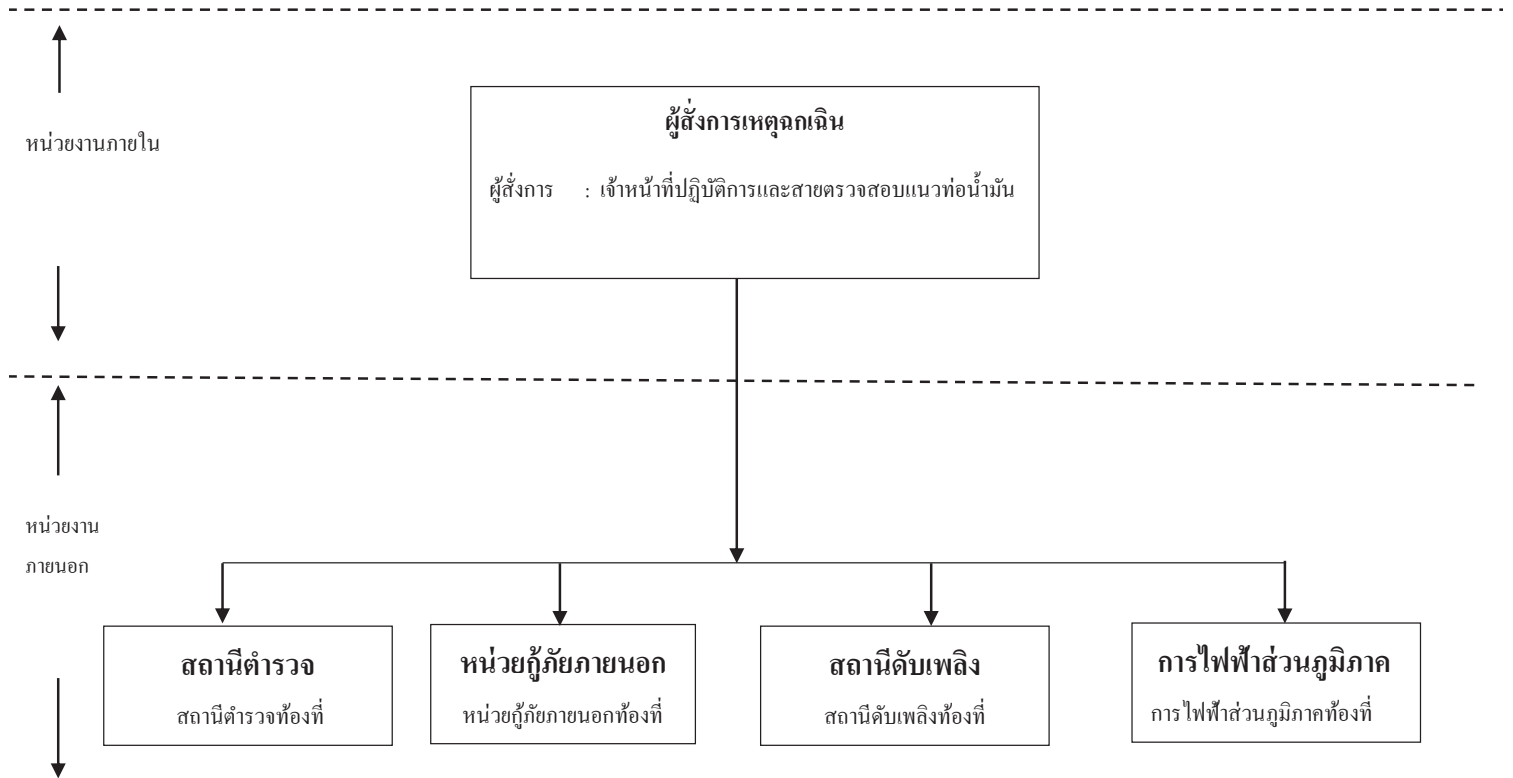 หน่วยงานภายใน
ผู้สั่งการเหตุฉุกเฉิน
ผู้สั่งการ : เจ้าหน้าที่ปฏิบัติการและสายตรวจสอบแนวท่อน้ำมัน
หน่วยงาน
ภายนอก
สถานีตำรวจ
สถานีตำรวจท้องที่
หน่วยกู้ภัยภายนอก
หน่วยกู้ภัยภายนอกท้องที่
สถานีดับเพลิง
สถานีดับเพลิงท้องที่
การไฟฟ้าส่วนภูมิภาค
การไฟฟ้าส่วนภูมิภาคท้องที่